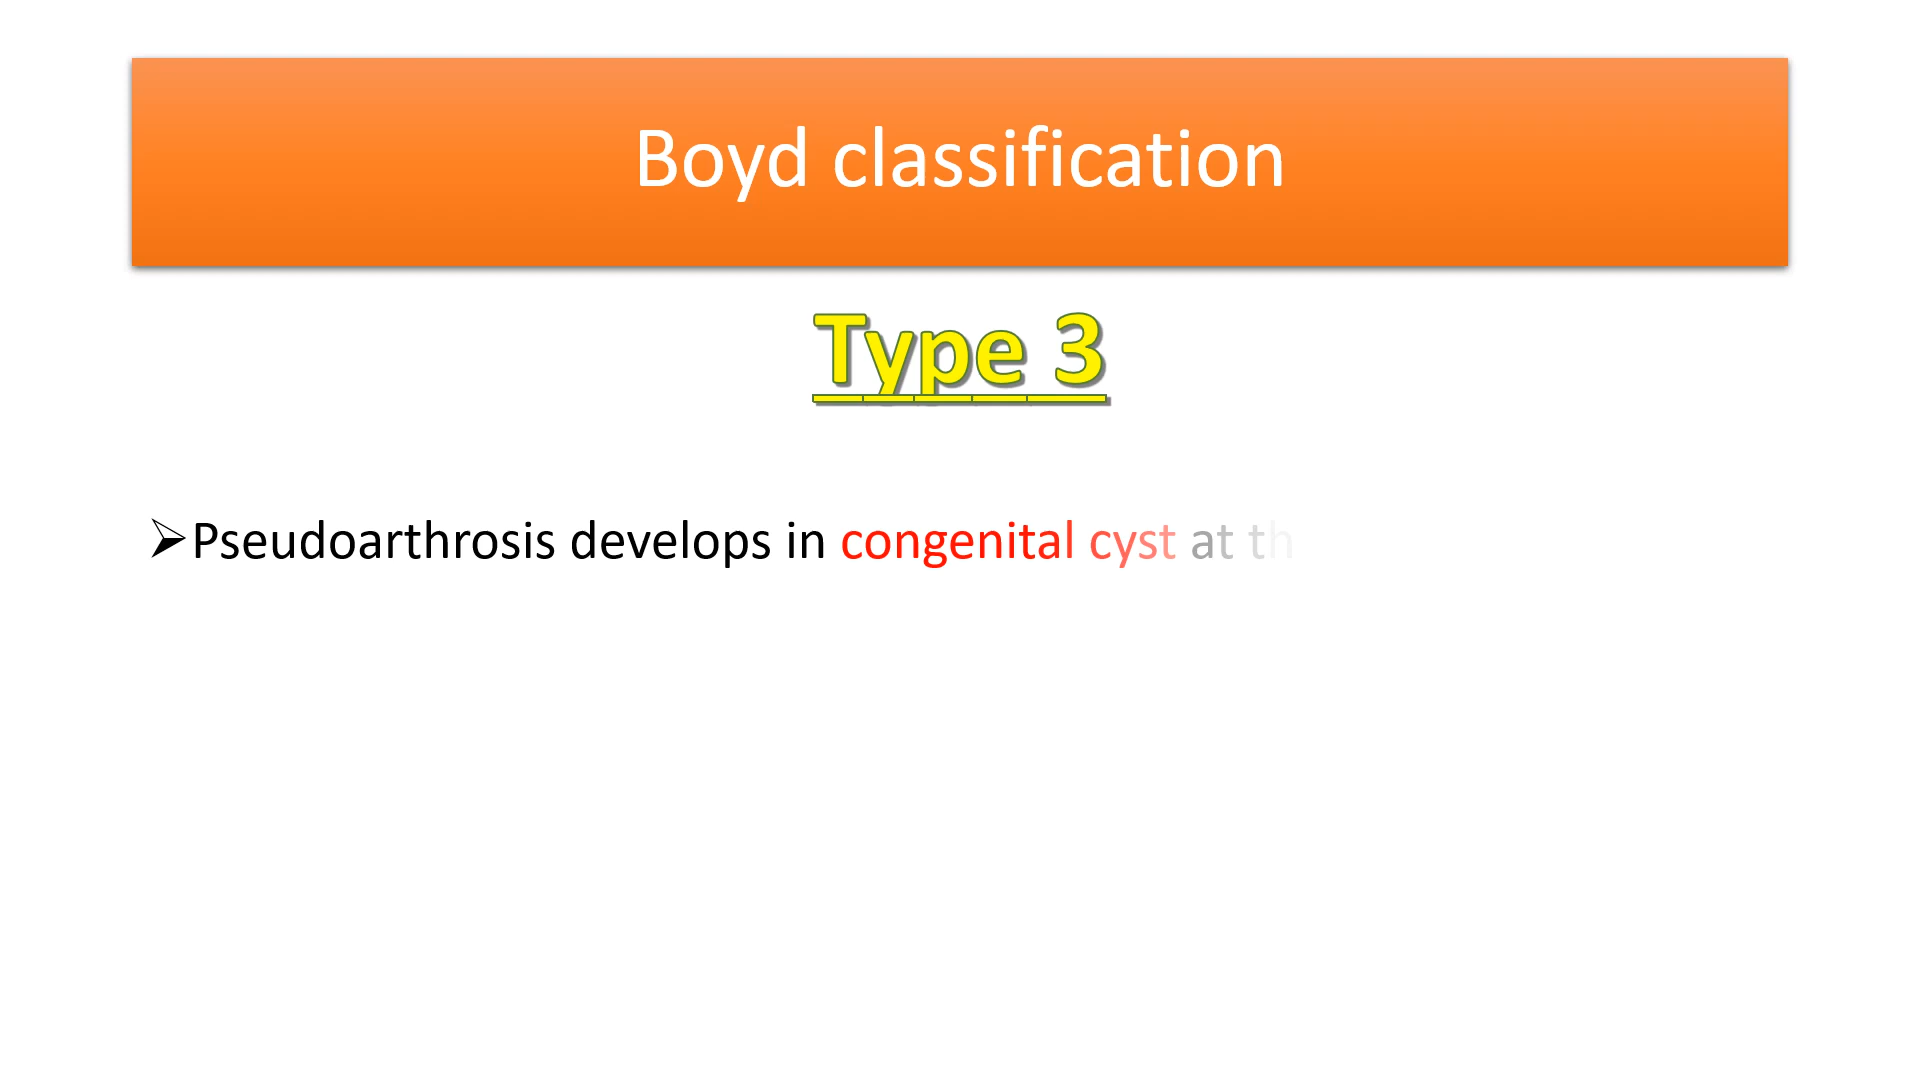 Boyd classification
Type 3
➢Pseudoarthrosis develops in congenital cyst at th